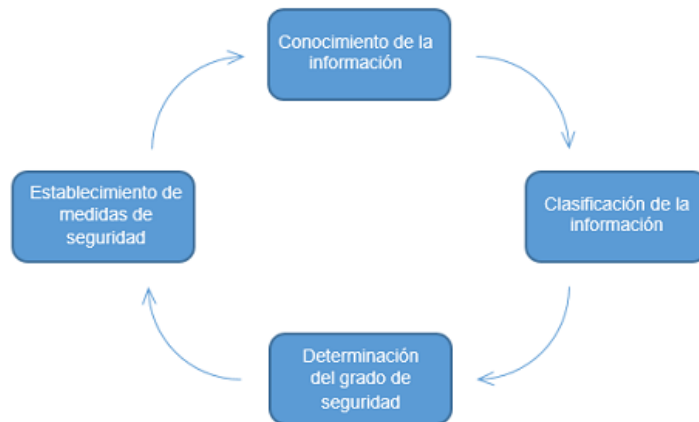 Conocimiento de la
información
Clasificación de la
información
Determinación
del grado de
seguridad
Establecimiento de
medidas de
seguridad